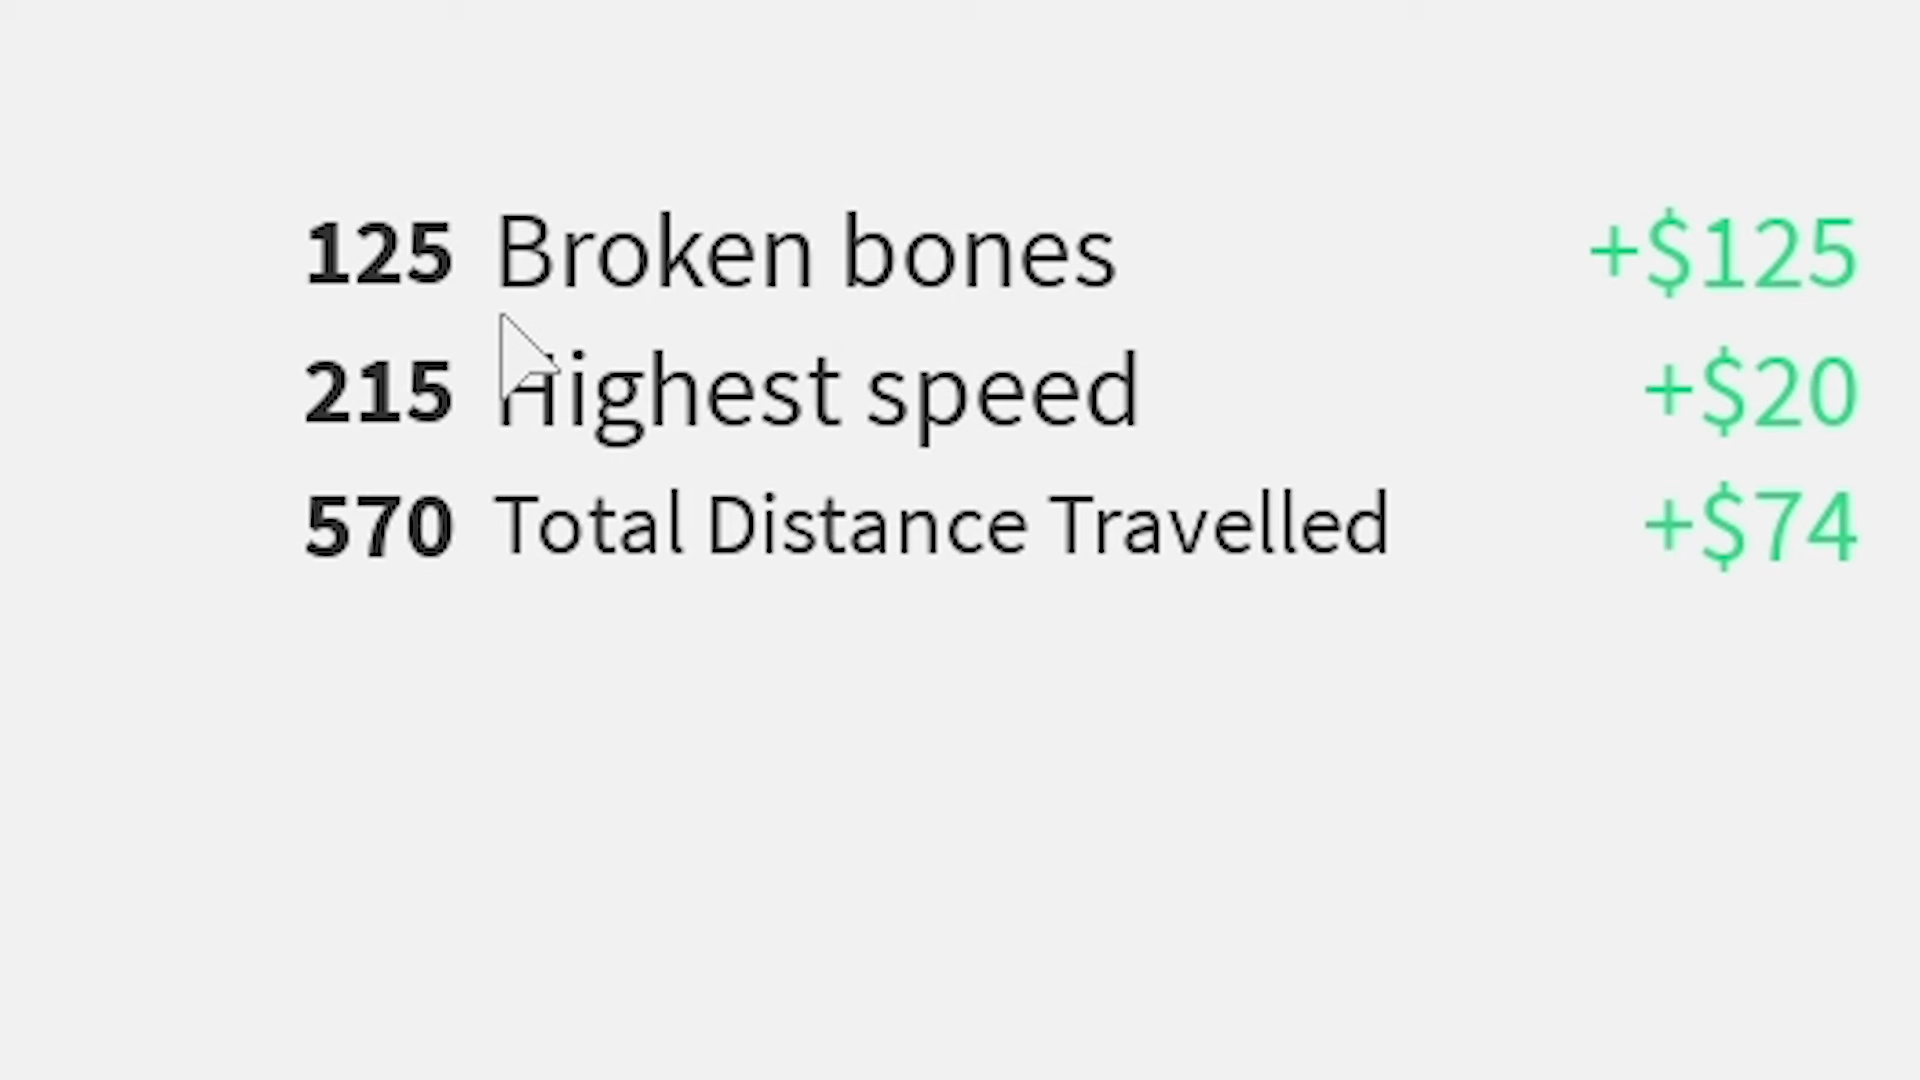 125 Broken bones +$125
215 Highest speed +$20
570 Total Distance Travelled +$74